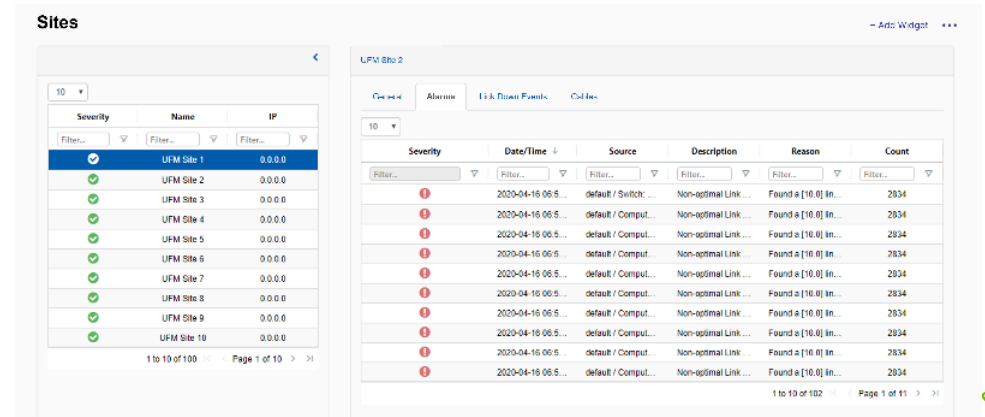 Sites
+ Add Widget
UFM Site 2
10
General Alarms Link Down Events Cables
Severity Name IP
10
Filter... Filter... Filter...
Severity Date/Time ↓ Source Description Reason Count
UFM Site 1 0.0.0.0
Filter... Filter... Filter... Filter... Filter... Filter...
UFM Site 2 0.0.0.0
2020-04-16 06:5... default / Switch: ... Non-optimal Link ... Found a [10.0] lin... 2834
UFM Site 3 0.0.0.0
2020-04-16 06:5... default / Comput... Non-optimal Link ... Found a [10.0] lin... 2834
UFM Site 4 0.0.0.0
2020-04-16 06:5... default / Comput... Non-optimal Link ... Found a [10.0] lin... 2834
UFM Site 5 0.0.0.0
2020-04-16 06:5... default / Comput... Non-optimal Link ... Found a [10.0] lin... 2834
UFM Site 6 0.0.0.0
2020-04-16 06:5... default / Comput... Non-optimal Link ... Found a [10.0] lin... 2834
UFM Site 7 0.0.0.0
2020-04-16 06:5... default / Comput... Non-optimal Link ... Found a [10.0] lin... 2834
UFM Site 8 0.0.0.0
2020-04-16 06:5... default / Comput... Non-optimal Link ... Found a [10.0] lin... 2834
UFM Site 9 0.0.0.0
2020-04-16 06:5... default / Comput... Non-optimal Link ... Found a [10.0] lin... 2834
UFM Site 10 0.0.0.0
2020-04-16 06:5... default / Comput... Non-optimal Link ... Found a [10.0] lin... 2834
1 to 10 of 100 Page 1 of 10
2020-04-16 06:5... default / Comput... Non-optimal Link ... Found a [10.0] lin... 2834
1 to 10 of 102 Page 1 of 11